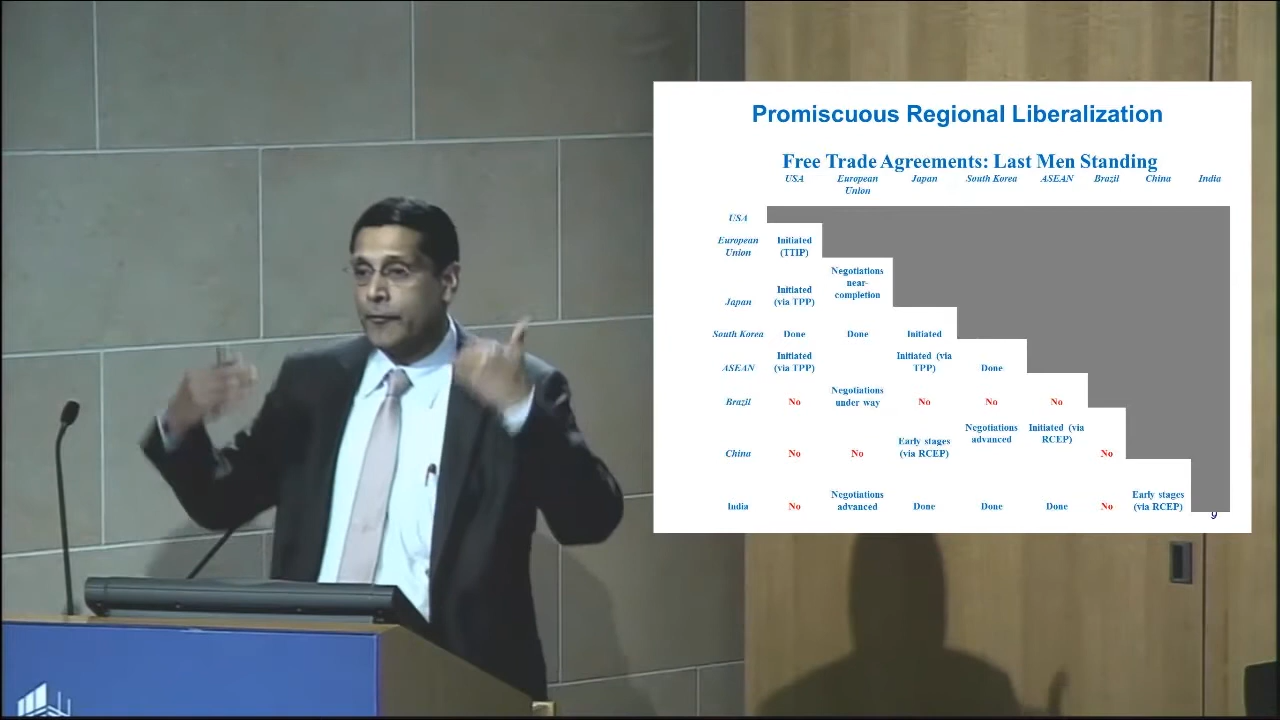 Promiscuous Regional Liberalization
Free Trade Agreements: Last Men Standing
USA European Japan South Korea ASEAN Brazil China India
Union
USA
European Initiated
Union (TTIP)
Negotiations
near-
Initiated completion
Japan (via TPP)
South Korea Done Done Initiated
Initiated Initiated (via
ASEAN (via TPP) TPP) Done
Negotiations
Brazil No under way No No No
Negotiations Initiated (via
Early stages advanced RCEP)
China No No (via RCEP) No
Negotiations Early stages
India No advanced Done Done Done No (via RCEP)
9